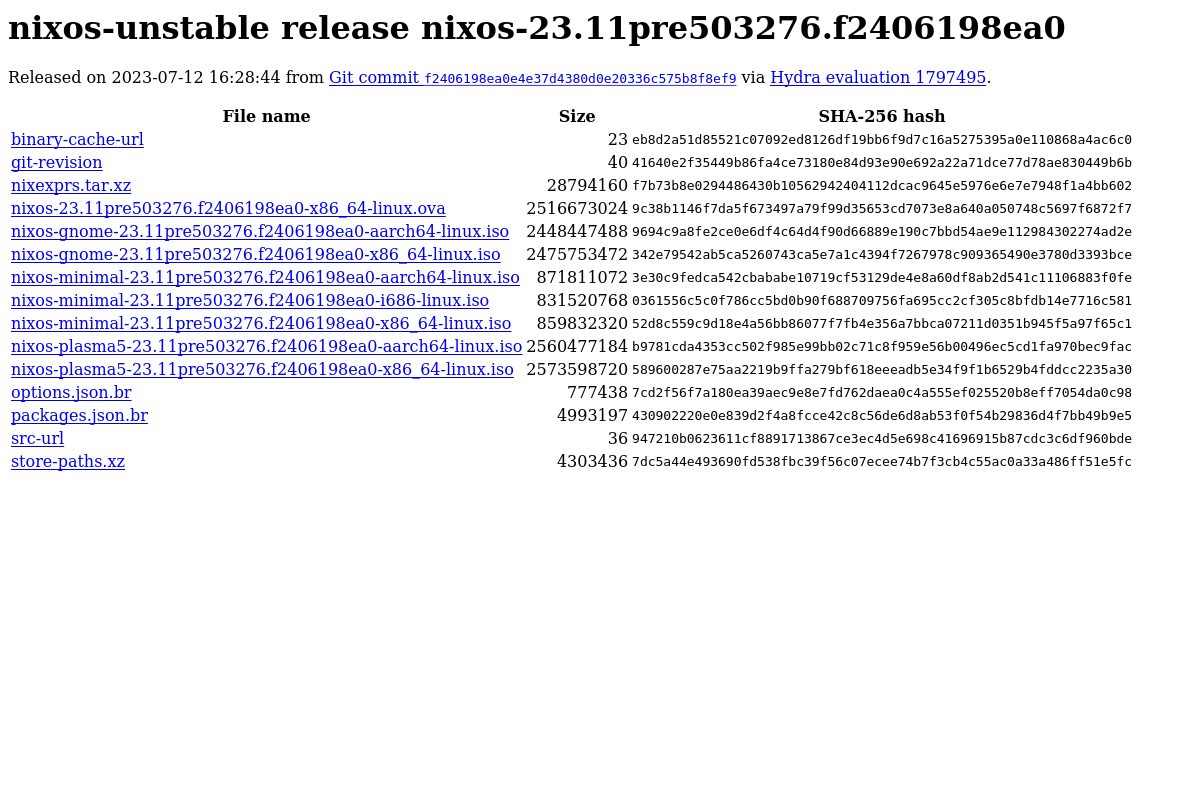 nixos-unstable release nixos-23.11pre503276.f2406198ea0
Released on 2023-07-12 16:28:44 from Git commit f2406198ea0e4e37d4380d0e20336c575b8f8ef9 via Hydra evaluation 1797495.
File name Size SHA-256 hash
binary-cache-url 23 eb8d2a51d85521c07092ed8126df19bb6f9d7c16a5275395a0e110868a4ac6c0
git-revision 40 41640e2f35449b86fa4ce73180e84d93e90e692a22a71dce77d78ae830449b6b
nixexprs.tar.xz 28794160 f7b73b8e0294486430b10562942404112dcac9645e5976e6e7e7948f1a4bb602
nixos-23.11pre503276.f2406198ea0-x86_64-linux.ova 2516673024 9c38b1146f7da5f673497a79f99d35653cd7073e8a640a050748c5697f6872f7
nixos-gnome-23.11pre503276.f2406198ea0-aarch64-linux.iso 2448447488 9694c9a8fe2ce0e6df4c64d4f90d66889e190c7bbd54ae9e112984302274ad2e
nixos-gnome-23.11pre503276.f2406198ea0-x86_64-linux.iso 2475753472 342e79542ab5ca5260743ca5e7a1c4394f7267978c909365490e3780d3393bce
nixos-minimal-23.11pre503276.f2406198ea0-aarch64-linux.iso 871811072 3e30c9fedca542cbababe10719cf53129de4e8a60df8ab2d541c11106883f0fe
nixos-minimal-23.11pre503276.f2406198ea0-i686-linux.iso 831520768 0361556c5c0f786cc5bd0b90f688709756fa695cc2cf305c8bfdb14e7716c581
nixos-minimal-23.11pre503276.f2406198ea0-x86_64-linux.iso 859832320 52d8c559c9d18e4a56bb86077f7fb4e356a7bbca07211d0351b945f5a97f65c1
nixos-plasma5-23.11pre503276.f2406198ea0-aarch64-linux.iso 2560477184 b9781cda4353cc502f985e99bb02c71c8f959e56b00496ec5cd1fa970bec9fac
nixos-plasma5-23.11pre503276.f2406198ea0-x86_64-linux.iso 2573598720 589600287e75aa2219b9ffa279bf618eeeadb5e34f9f1b6529b4fddcc2235a30
options.json.br 777438 7cd2f56f7a180ea39aec9e8e7fd762daea0c4a555ef025520b8eff7054da0c98
packages.json.br 4993197 430902220e0e839d2f4a8fcce42c8c56de6d8ab53f0f54b29836d4f7bb49b9e5
src-url 36 947210b0623611cf8891713867ce3ec4d5e698c41696915b87cdc3c6df960bde
store-paths.xz 4303436 7dc5a44e493690fd538fbc39f56c07ecee74b7f3cb4c55ac0a33a486ff51e5fc